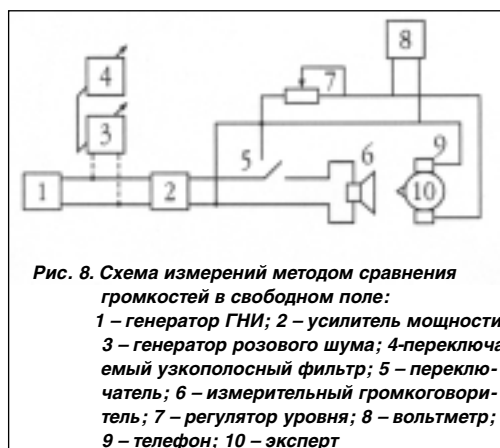 8
4
7
3
9
5
6
1
2
10
Рис. 8. Схема измерений методом сравнения
громкостей в свободном поле:
1 – генератор ГНИ; 2 – усилитель мощности
3 – генератор розового шума; 4-переключа
емый узкополосный фильтр; 5 – переклю-
чатель; 6 – измерительный громкоговори-
тель; 7 – регулятор уровня; 8 – вольтметр;
9 – телефон; 10 – эксперт